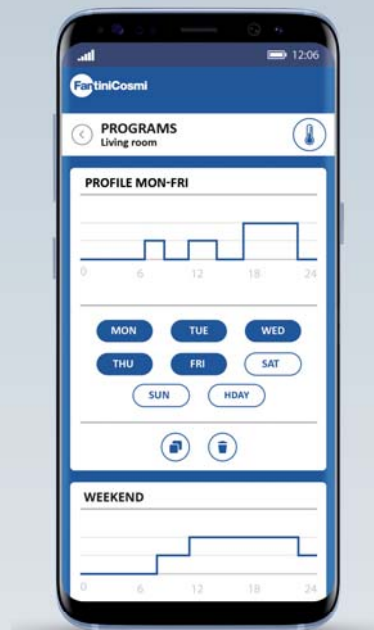 12:06
FantiniCosmi
PROGRAMS
Living room
PROFILE MON-FRI
0 6 12 18 24
MON TUE WED
THU FRI SAT
SUN HDAY
WEEKEND
0 6 12 18 24